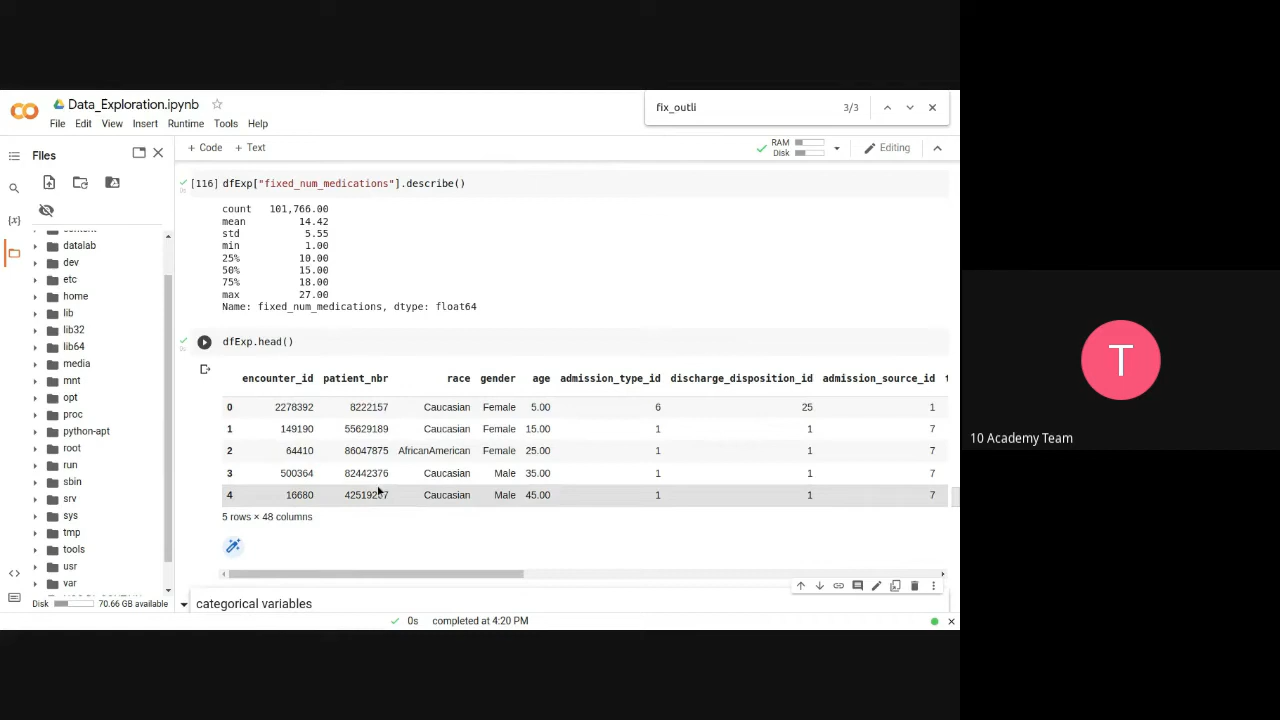 Data_Exploration.ipynb
fix_outli 3/3
File Edit View Insert Runtime Tools Help
Files
+ Code + Text
RAM
Disk
Editing
[116] dfExp["fixed_num_medications"].describe()
0s
count 101,766.00
mean 14.42
std 5.55
min 1.00
25% 10.00
50% 15.00
75% 18.00
max 27.00
Name: fixed_num_medications, dtype: float64
{x}
datalab
dev
etc
home
lib
lib32
lib64
media
mnt
opt
proc
python-apt
root
run
sbin
srv
sys
tmp
tools
usr
var
Disk 70.66 GB available
dfExp.head()
0s
encounter_id patient_nbr race gender age admission_type_id discharge_disposition_id admission_source_id
0 2278392 8222157 Caucasian Female 5.00 6 25 1
1 149190 55629189 Caucasian Female 15.00 1 1 7
2 64410 86047875 AfricanAmerican Female 25.00 1 1 7
3 500364 82442376 Caucasian Male 35.00 1 1 7
4 16680 Caucasian Male 45.00 1 1 7
5 rows × 48 columns
categorical variables
0s completed at 4:20 PM
T
10 Academy Team